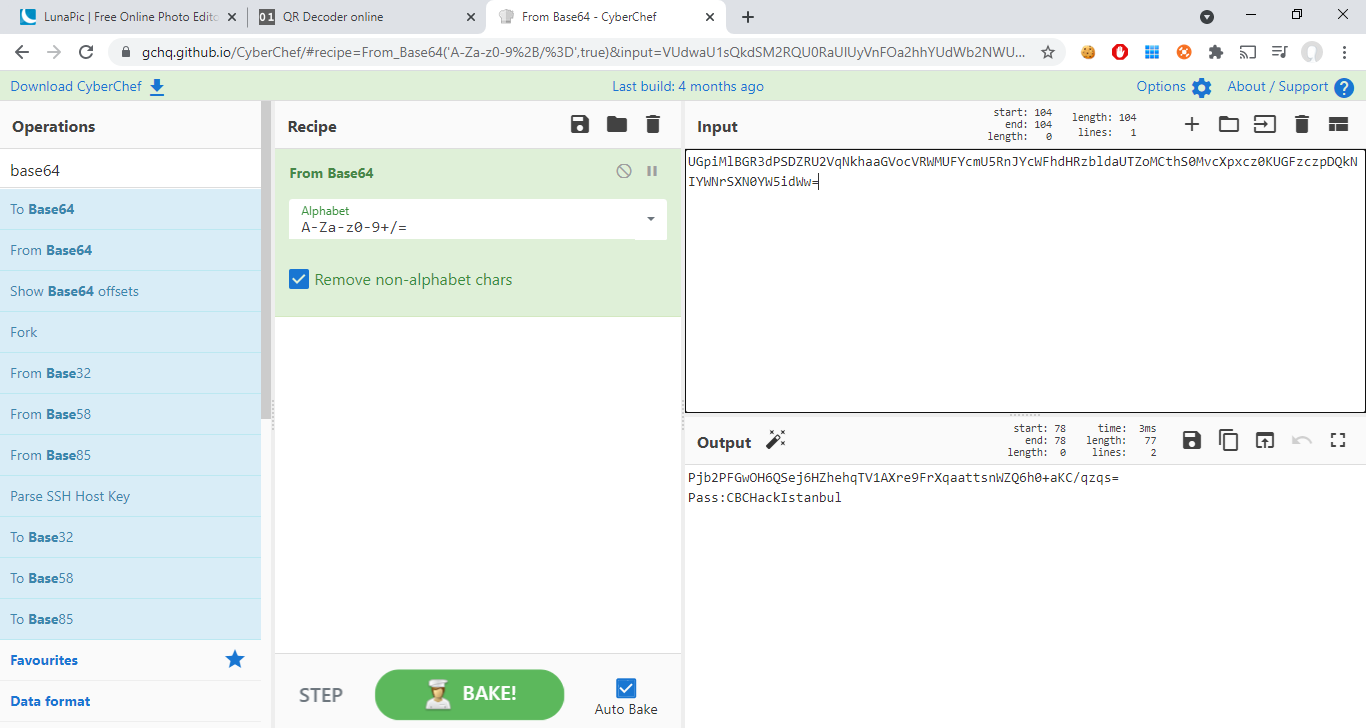 LunaPic | Free Online Photo Edito
QR Decoder online
From Base64 - CyberChef
gchq.github.io/CyberChef/#recipe=From_Base64('A-Za-z0-9%2B/%3D',true)&input=VUdwaU1sQkdSM2RQU0RaUlUyVnFOa2hhYUdWb2NWU...
Download CyberChef
Last build: 4 months ago
Options
About / Support
Operations
base64
To Base64
From Base64
Show Base64 offsets
Fork
From Base32
From Base58
From Base85
Parse SSH Host Key
To Base32
To Base58
To Base85
Favourites
Data format
Recipe
From Base64
Alphabet
A-Za-z0-9+/=
Remove non-alphabet chars
STEP
BAKE!
Auto Bake
Input
start: 104
end: 104
length: 0
length: 104
lines: 1
UGpiMlBGR3dPSDZRU2VqNkhaaGVocVRWMUFYcmU5RnJYcWFhdHRzbldaUTZoMCthS0MvcXpxcz0KUGFzczpDQkN
IYWNrSXN0YW5idWw=
Output
start: 78
end: 78
length: 0
time: 3ms
length: 77
lines: 2
Pjb2PFGwOH6QSej6HZhehqTV1AXre9FrXqaattsnWZQ6h0+aKC/qzqs=
Pass:CBCHackIstanbul